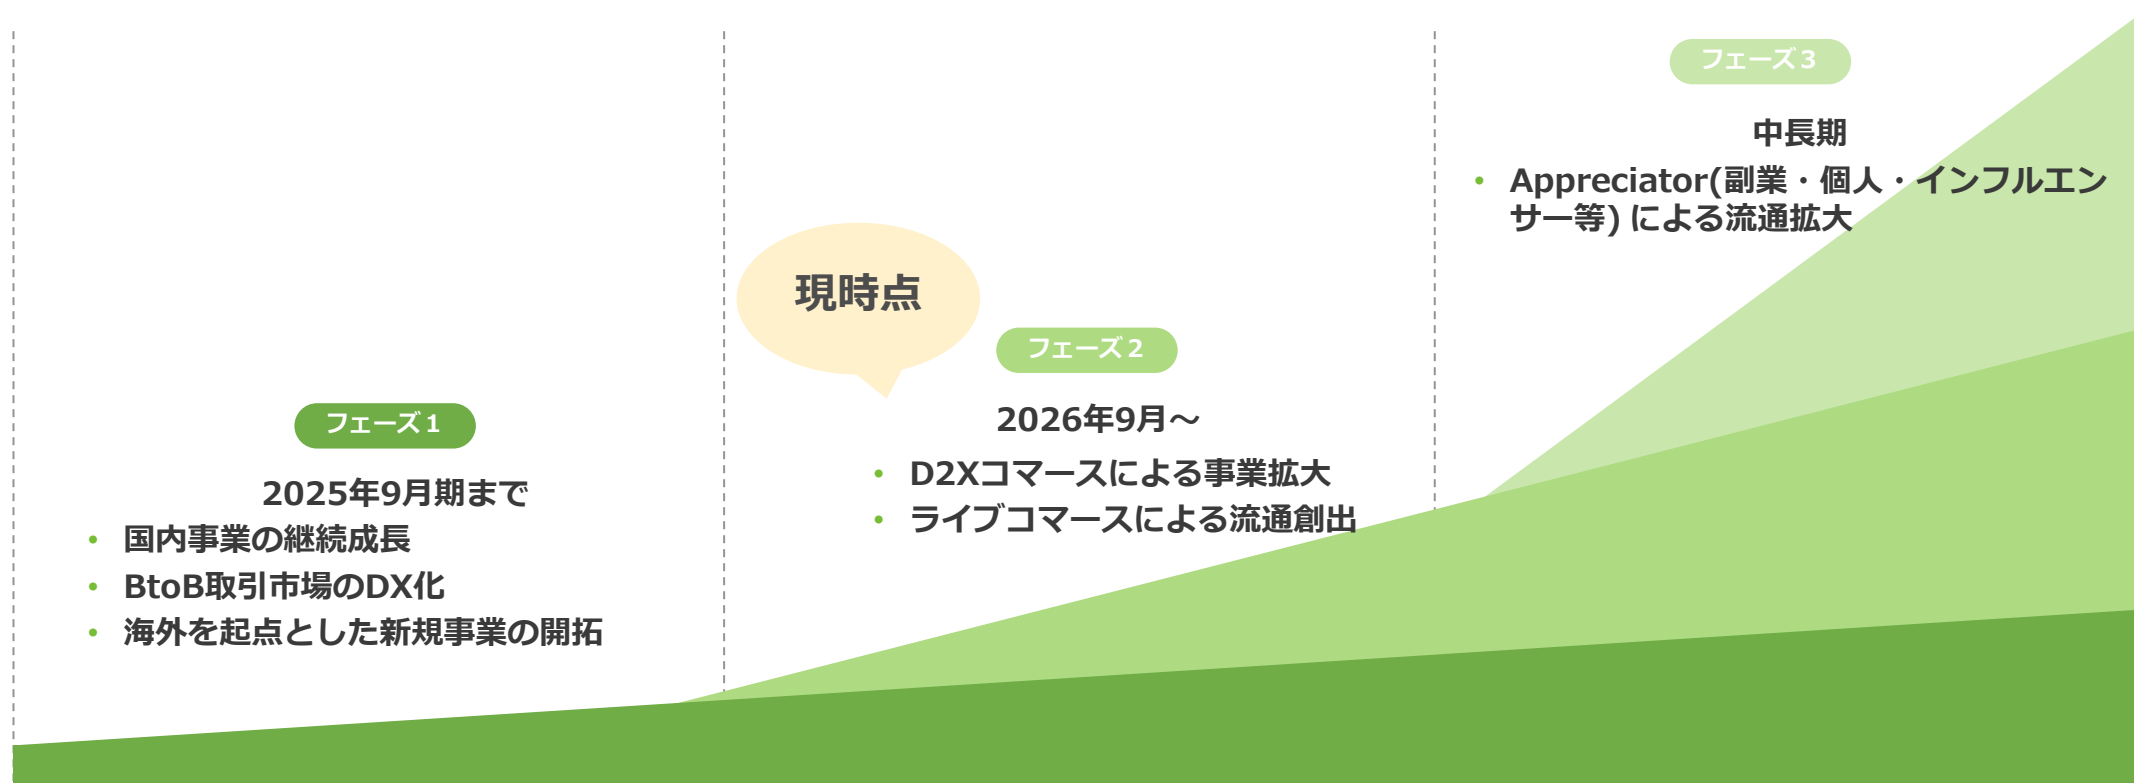 フェーズ１
2025年9月期まで
• 国内事業の継続成長
• BtoB取引市場のDX化
• 海外を起点とした新規事業の開拓
現時点
フェーズ２
2026年9月～
• D2Xコマースによる事業拡大
• ライブコマースによる流通創出
フェーズ３
中長期
• Appreciator(副業・個人・インフルエン
サー等) による流通拡大